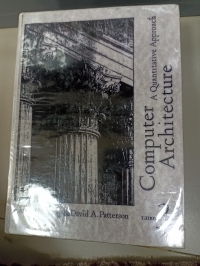 Computer
Architecture
A Quantitative Approach
David A. Patterson